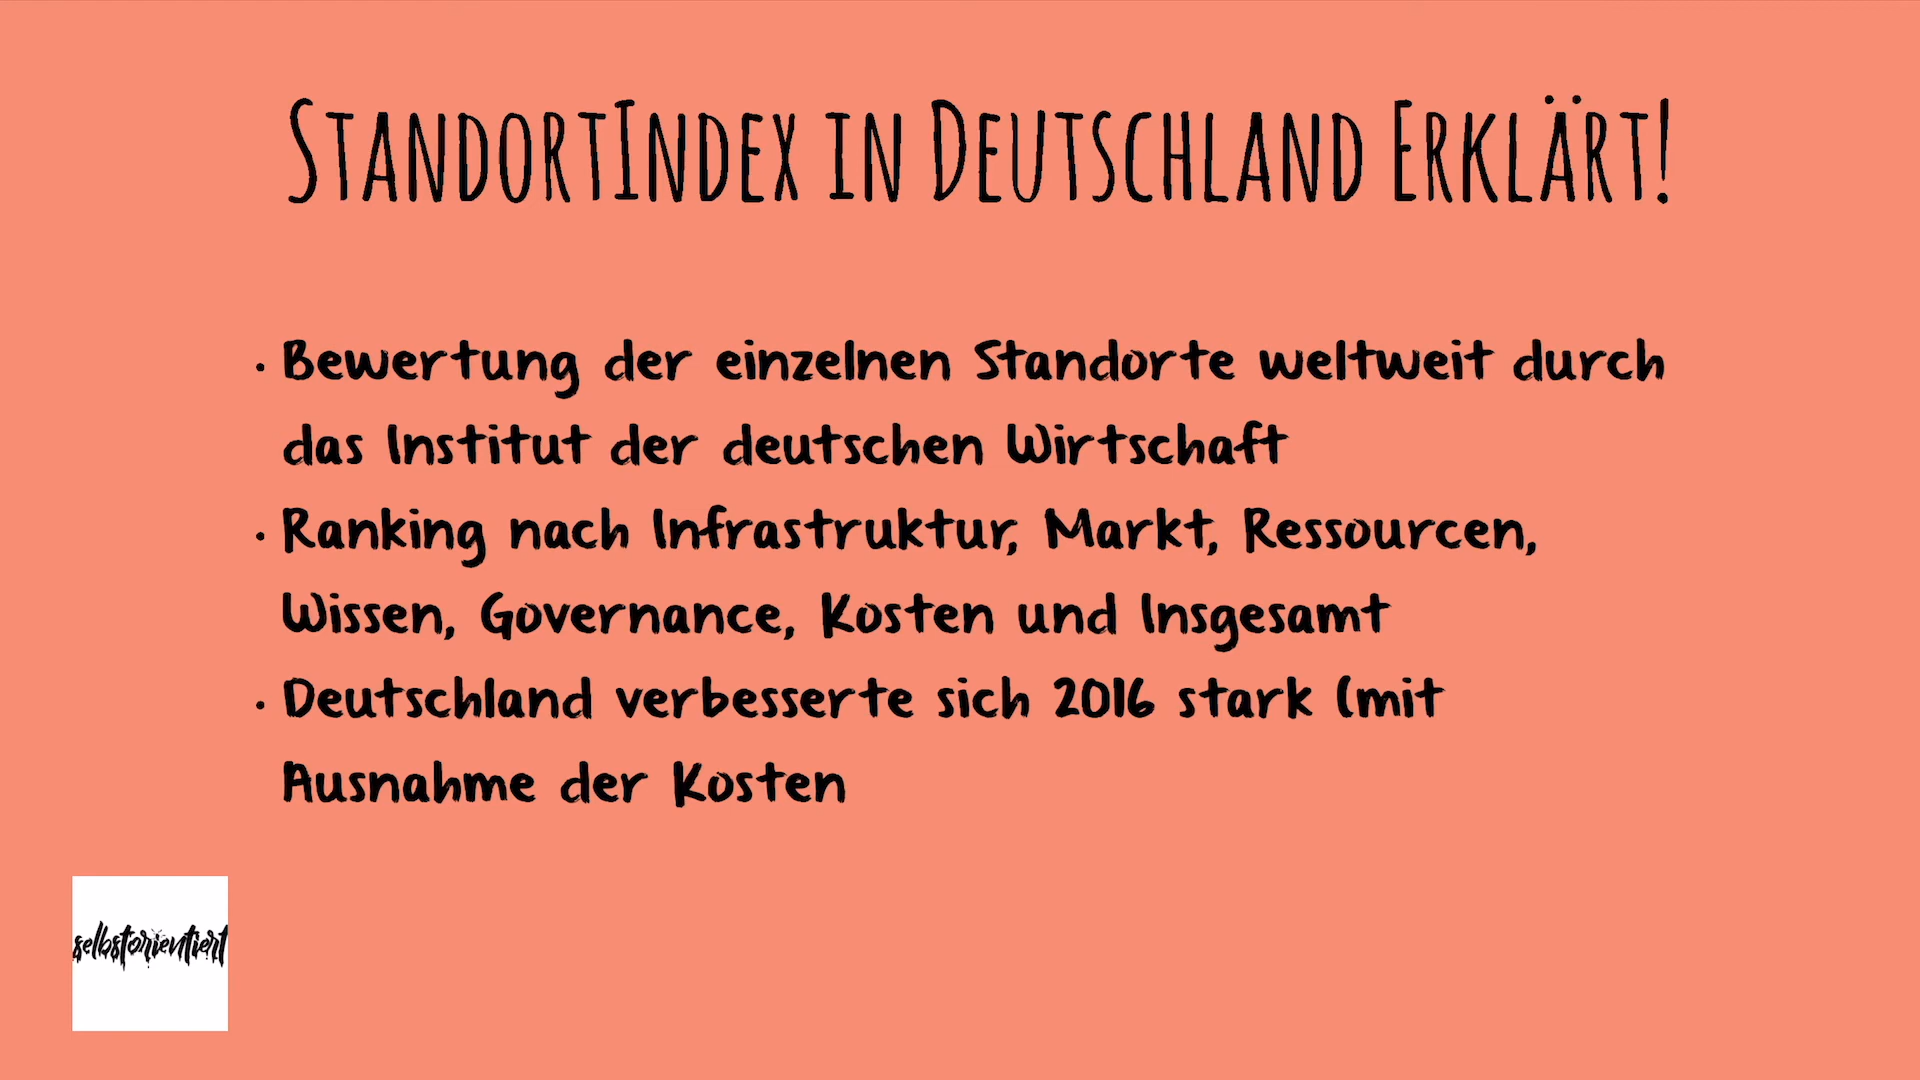 StandortIndex in Deutschland Erklärt!
• Bewertung der einzelnen Standorte weltweit durch
das Institut der deutschen Wirtschaft
• Ranking nach Infrastruktur, Markt, Ressourcen,
Wissen, Governance, Kosten und Insgesamt
• Deutschland verbesserte sich 2016 stark (mit
Ausnahme der Kosten
selbstorientiert